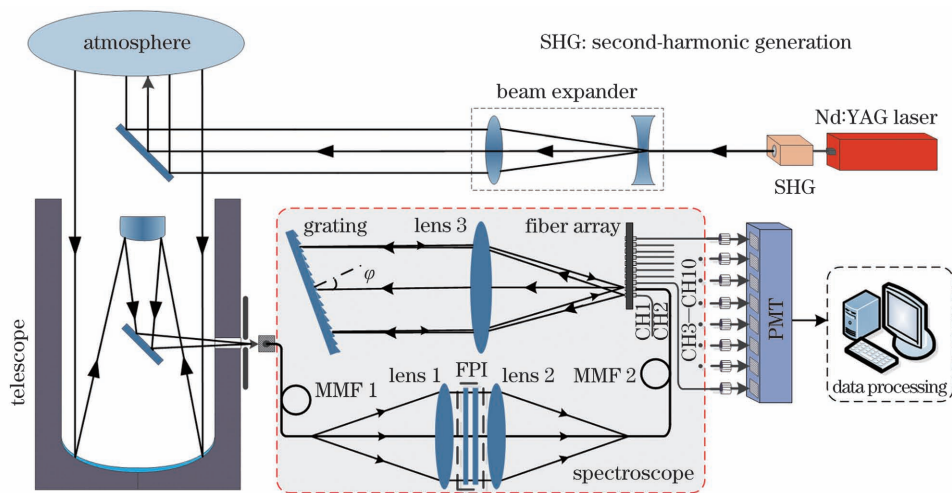 atmosphere
SHG: second-harmonic generation
beam expander
Nd:YAG laser
SHG
telescope
grating
lens 3
fiber array
φ
CH1
CH2
CH3—CH10
PMT
data processing
MMF 1
lens 1
FPI
lens 2
MMF 2
spectroscope